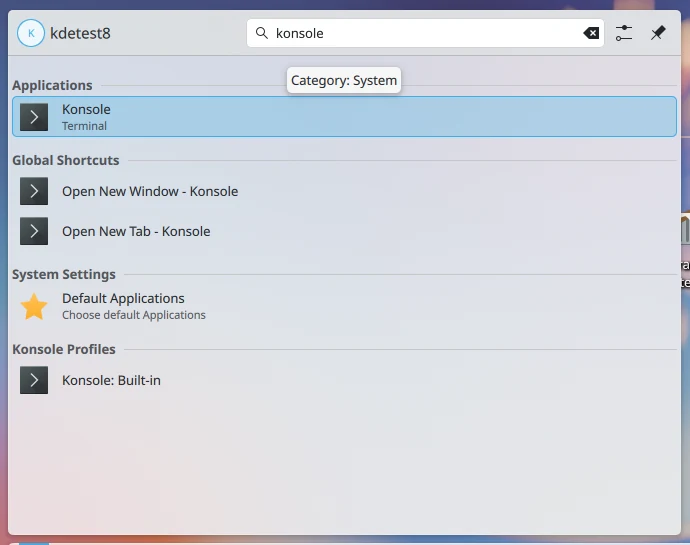 K kdetest8
konsole
Category: System
Applications
Konsole
Terminal
Global Shortcuts
Open New Window - Konsole
Open New Tab - Konsole
System Settings
Default Applications
Choose default Applications
Konsole Profiles
Konsole: Built-in